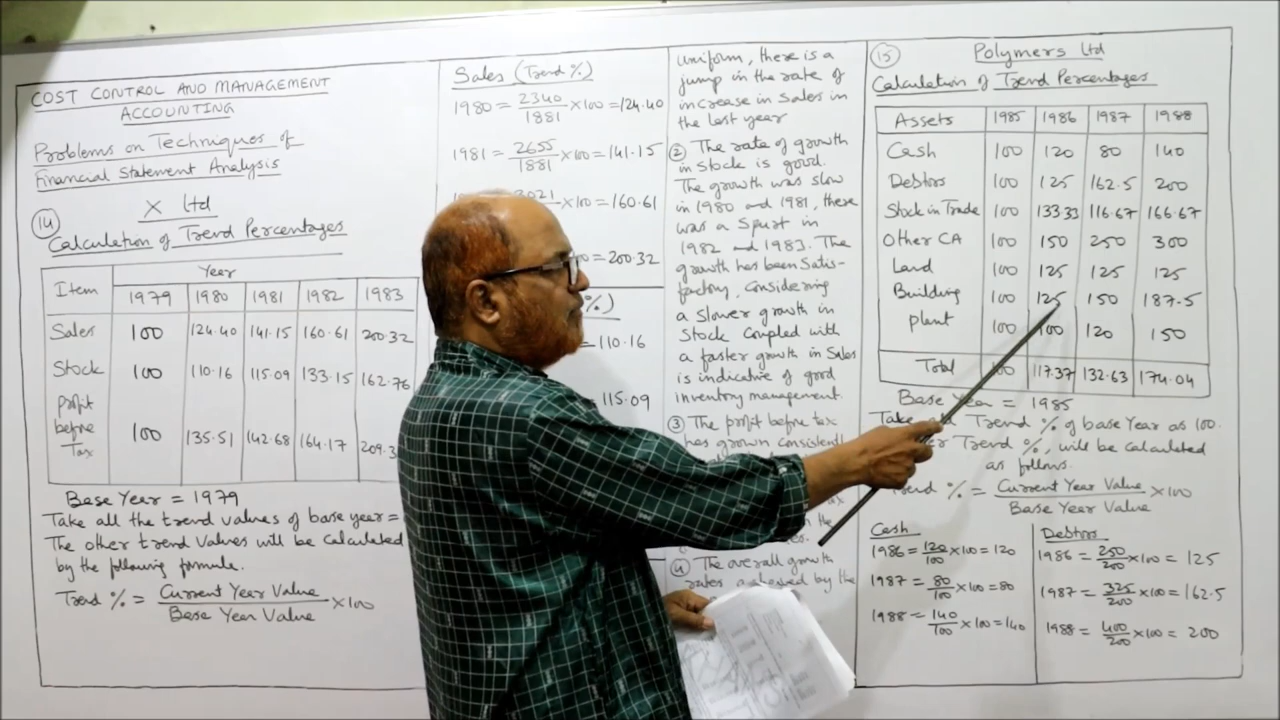 COST CONTROL AND MANAGEMENT
ACCOUNTING
Problems on Techniques of
Financial Statement Analysis
X Ltd
14
Calculation of Trend Percentages
Item Year
1979 1980 1981 1982 1983
Sales 100 124.40 141.15 160.61 200.32
Stock 100 110.16 115.09 133.15 162.76
Profit before Tax 100 135.51 142.68 164.17 209.3
Base Year = 1979
Take all the trend values of base year =
The other trend values will be calculated
by the following formula.
Trend % = Current Year Value / Base Year Value ×100
Sales (Trend %)
1980 = 2340/1881 ×100 = 124.40
1981 = 2655/1881 ×100 = 141.15
3021 ×100 = 160.61
= 200.32
%)
= 110.16
= 115.09
uniform, there is a
jump in the rate of
increase in sales in
the last year
② The rate of growth
in stock is good.
The growth was slow
in 1980 and 1981, there
was a spurt in
1982 and 1983. The
growth has been Satis-
factory, considering
a slower growth in
Stock coupled with
a faster growth in Sales
is indicative of good
inventory management.
③ The profit before tax
has grown consistently
④ The overall growth
rates by the
15
Polymers Ltd
Calculation of Trend Percentages
Assets 1985 1986 1987 1988
Cash 100 120 80 140
Debtors 100 125 162.5 200
Stock in Trade 100 133.33 116.67 166.67
Other CA 100 150 250 300
Land 100 125 125 125
Building 100 125 150 187.5
plant 100 100 120 150
Total 117.37 132.63 174.04
Base Year = 1985
Take Trend % of base Year as 100.
Trend %, will be calculated
as follows.
Trend % = Current Year Value / Base Year Value ×100
Cash
1986 = 120/100 ×100 = 120
1987 = 80/100 ×100 = 80
1988 = 140/100 ×100 = 140
Debtors
1986 = 250/200 ×100 = 125
1987 = 325/200 ×100 = 162.5
1988 = 400/200 ×100 = 200